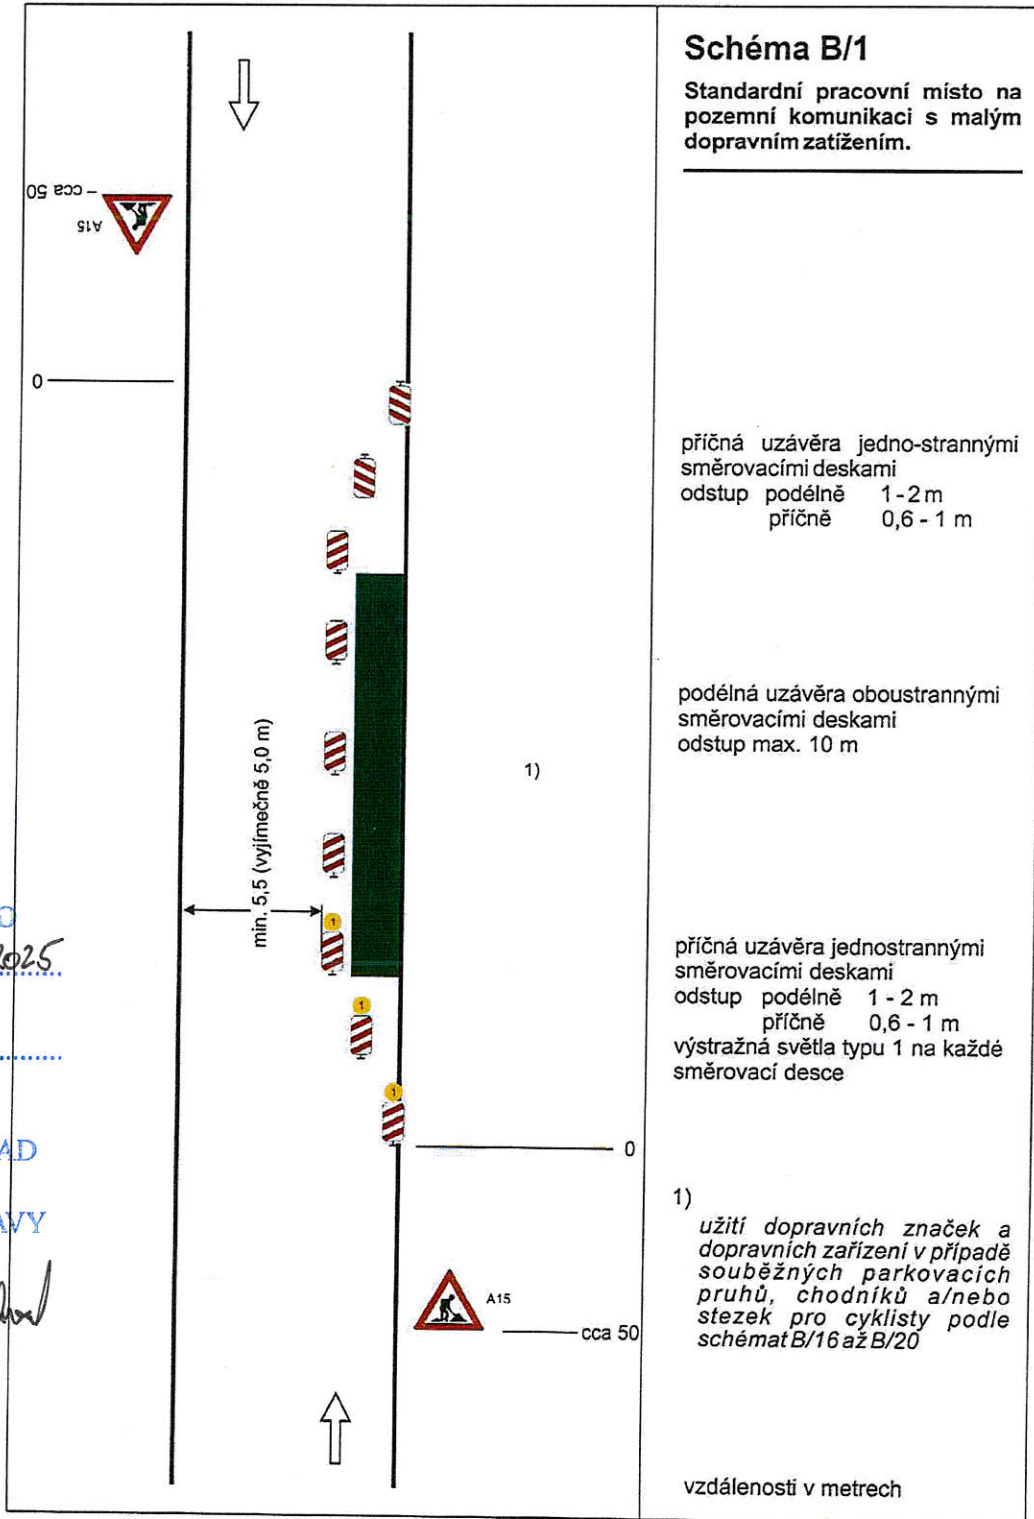 Schéma B/1
Standardní pracovní místo na
pozemní komunikaci s malým
dopravním zatížením.
cca 50
A15
0
příčná uzávěra jedno-strannými
směrovacími deskami
odstup podélně 1-2 m
příčně 0,6 - 1 m
podélná uzávěra oboustrannými
směrovacími deskami
odstup max. 10 m
1)
min. 5,5 (vyjímečně 5,0 m)
1
1
1
2025
příčná uzávěra jednostrannými
směrovacími deskami
odstup podélně 1 - 2 m
příčně 0,6 - 1 m
výstražná světla typu 1 na každé
směrovací desce
0
AD
AVY
1)
užití dopravních značek a
dopravních zařízení v případě
souběžných parkovacích
pruhů, chodníků a/nebo
stezek pro cyklisty podle
schémat B/16 až B/20
A15
cca 50
vzdálenosti v metrech